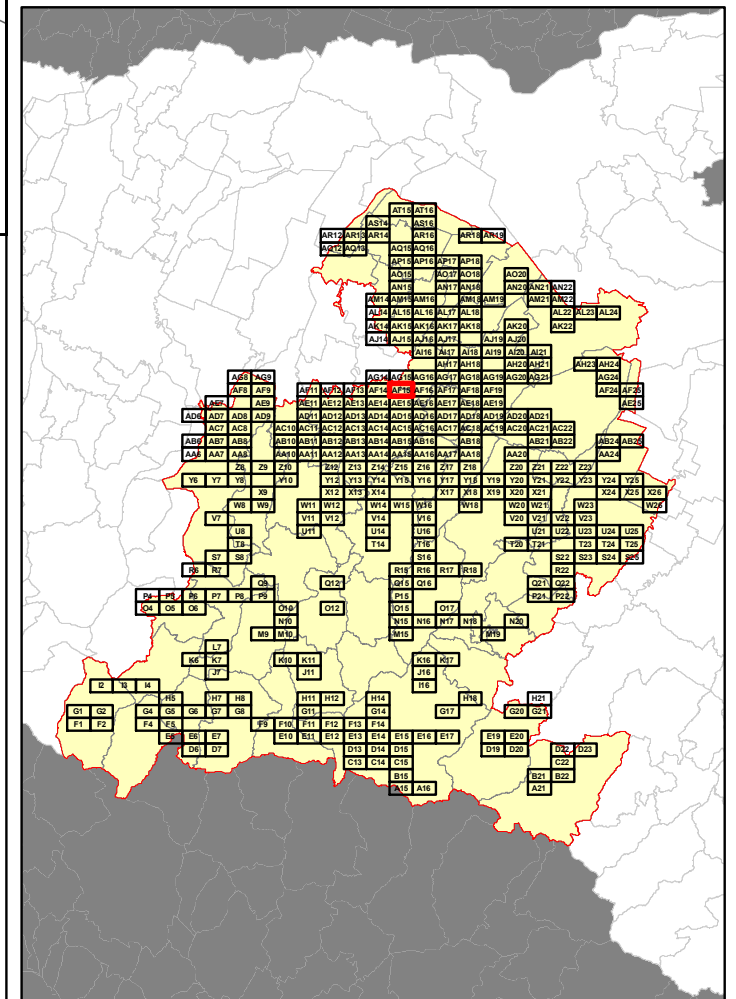 AT15 AT16
AS14 AS16
AR12 AR13 AR14 AR16 AR18 AR19
AQ12 AQ13 AQ15 AQ16
AP15 AP16 AP17 AP18
AO15 AO17 AO18 AO20
AN15 AN17 AN18 AN20 AN21 AN22
AM14 AM15 AM16 AM18 AM19 AM21 AM22
AL14 AL15 AL16 AL17 AL18 AL22 AL23 AL24
AK14 AK15 AK16 AK17 AK18 AK20 AK22
AJ14 AJ15 AJ16 AJ17 AJ19 AJ20
AI16 AI17 AI18 AI19 AI20 AI21
AH17 AH18 AH20 AH21 AH23 AH24
AG8 AG9 AG14 AG15 AG16 AG17 AG18 AG19 AG20 AG21 AG24
AF8 AF9 AF11 AF12 AF13 AF14 AF15 AF16 AF17 AF18 AF19 AF24 AF25
AE7 AE9 AE11 AE12 AE13 AE14 AE15 AE16 AE17 AE18 AE19 AE25
AD6 AD7 AD8 AD9 AD11 AD12 AD13 AD14 AD15 AD16 AD17 AD18 AD19 AD20 AD21
AC7 AC8 AC10 AC11 AC12 AC13 AC14 AC15 AC16 AC17 AC18 AC19 AC20 AC21 AC22
AB6 AB7 AB8 AB10 AB11 AB12 AB13 AB14 AB15 AB16 AB17 AB18 AB21 AB22 AB24 AB25
AA6 AA7 AA8 AA10 AA11 AA12 AA13 AA14 AA15 AA16 AA17 AA18 AA20 AA24
Z8 Z9 Z10 Z12 Z13 Z14 Z15 Z16 Z17 Z18 Z20 Z21 Z22 Z23
Y6 Y7 Y8 Y10 Y12 Y13 Y14 Y15 Y16 Y17 Y18 Y19 Y20 Y21 Y22 Y23 Y24 Y25
X9 X12 X13 X14 X17 X18 X19 X20 X21 X24 X25 X26
W8 W9 W11 W12 W14 W15 W16 W18 W20 W21 W23 W26
V7 V11 V12 V14 V16 V20 V21 V22 V23
U8 U11 U14 U16 U21 U22 U23 U24 U25
T8 T14 T16 T20 T21 T23 T24 T25
S7 S8 S16 S22 S23 S24 S25
R6 R7 R15 R16 R17 R18 R22
Q9 Q12 Q15 Q16 Q21 Q22
P4 P5 P6 P7 P8 P9 P15 P21 P22
O4 O5 O6 O10 O12 O15 O17
N10 N15 N16 N17 N18 N20
M9 M10 M15 M19
L7
K6 K7 K10 K11 K16 K17
J7 J11 J16
I2 I3 I4 I16
H5 H7 H8 H11 H12 H14 H18 H21
G1 G2 G4 G5 G6 G7 G8 G11 G14 G17 G20 G21
F1 F2 F4 F5 F9 F10 F11 F12 F13 F14
E5 E6 E7 E10 E11 E12 E13 E14 E15 E16 E17 E19 E20
D6 D7 D13 D14 D15 D19 D20 D22 D23
C13 C14 C15 C22
B15 B21 B22
A15 A16 A21